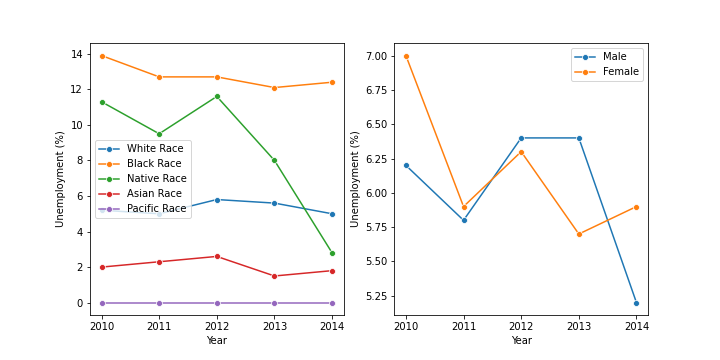 14
12
10
8
6
4
2
0
Unemployment (%)
White Race
Black Race
Native Race
Asian Race
Pacific Race
2010 2011 2012 2013 2014
Year
7.00
6.75
6.50
6.25
6.00
5.75
5.50
5.25
Unemployment (%)
Male
Female
2010 2011 2012 2013 2014
Year